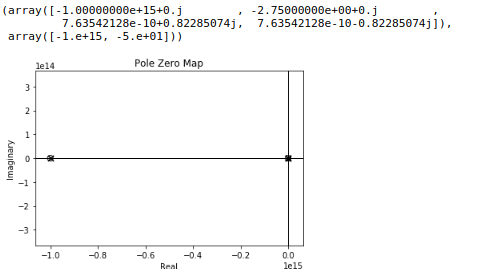 (array([-1.00000000e+15+0.j        , -2.75000000e+00+0.j        ,
         7.63542128e-10+0.82285074j,  7.63542128e-10-0.82285074j]),
 array([-1.e+15, -5.e+01]))
1e14
Pole Zero Map
3
2
1
0
−1
−2
−3
Imaginary
−1.0
−0.8
−0.6
−0.4
−0.2
0.0
1e15
Real